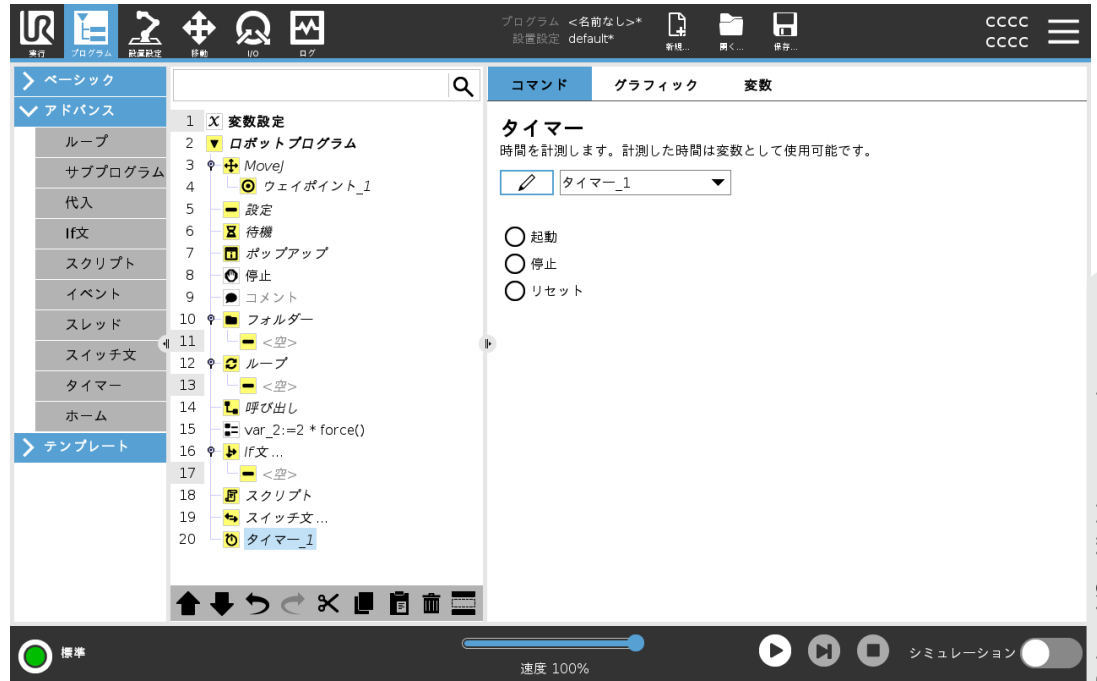 プログラム <名前なし>*
設置設定 default*
実行 プログラム 設置設定 移動 I/O ログ 新規... 開く... 保存...
cccc
cccc
ベーシック
アドバンス
ループ
サブプログラム
代入
If文
スクリプト
イベント
スレッド
スイッチ文
タイマー
ホーム
テンプレート
1 X 変数設定
2 ロボットプログラム
3 MoveJ
4 ウェイポイント_1
5 設定
6 待機
7 ポップアップ
8 停止
9 コメント
10 フォルダー
11 <空>
12 ループ
13 <空>
14 呼び出し
15 var_2:=2 * force()
16 If文 ...
17 <空>
18 スクリプト
19 スイッチ文 ...
20 タイマー_1
コマンド グラフィック 変数
タイマー
時間を計測します。計測した時間は変数として使用可能です。
タイマー_1
起動
停止
リセット
標準
速度 100%
シミュレーション